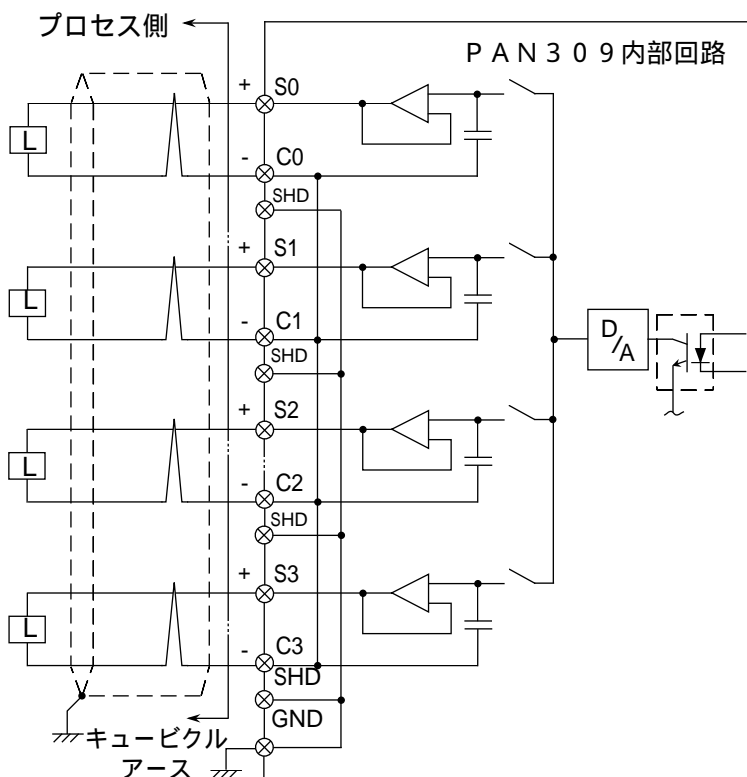 プロセス側
ＰＡＮ３０９内部回路
+ S0
L
- C0
SHD
+ S1
L
- C1
SHD
D/A
+ S2
L
- C2
SHD
+ S3
L
- C3
SHD
GND
キュービクル
アース